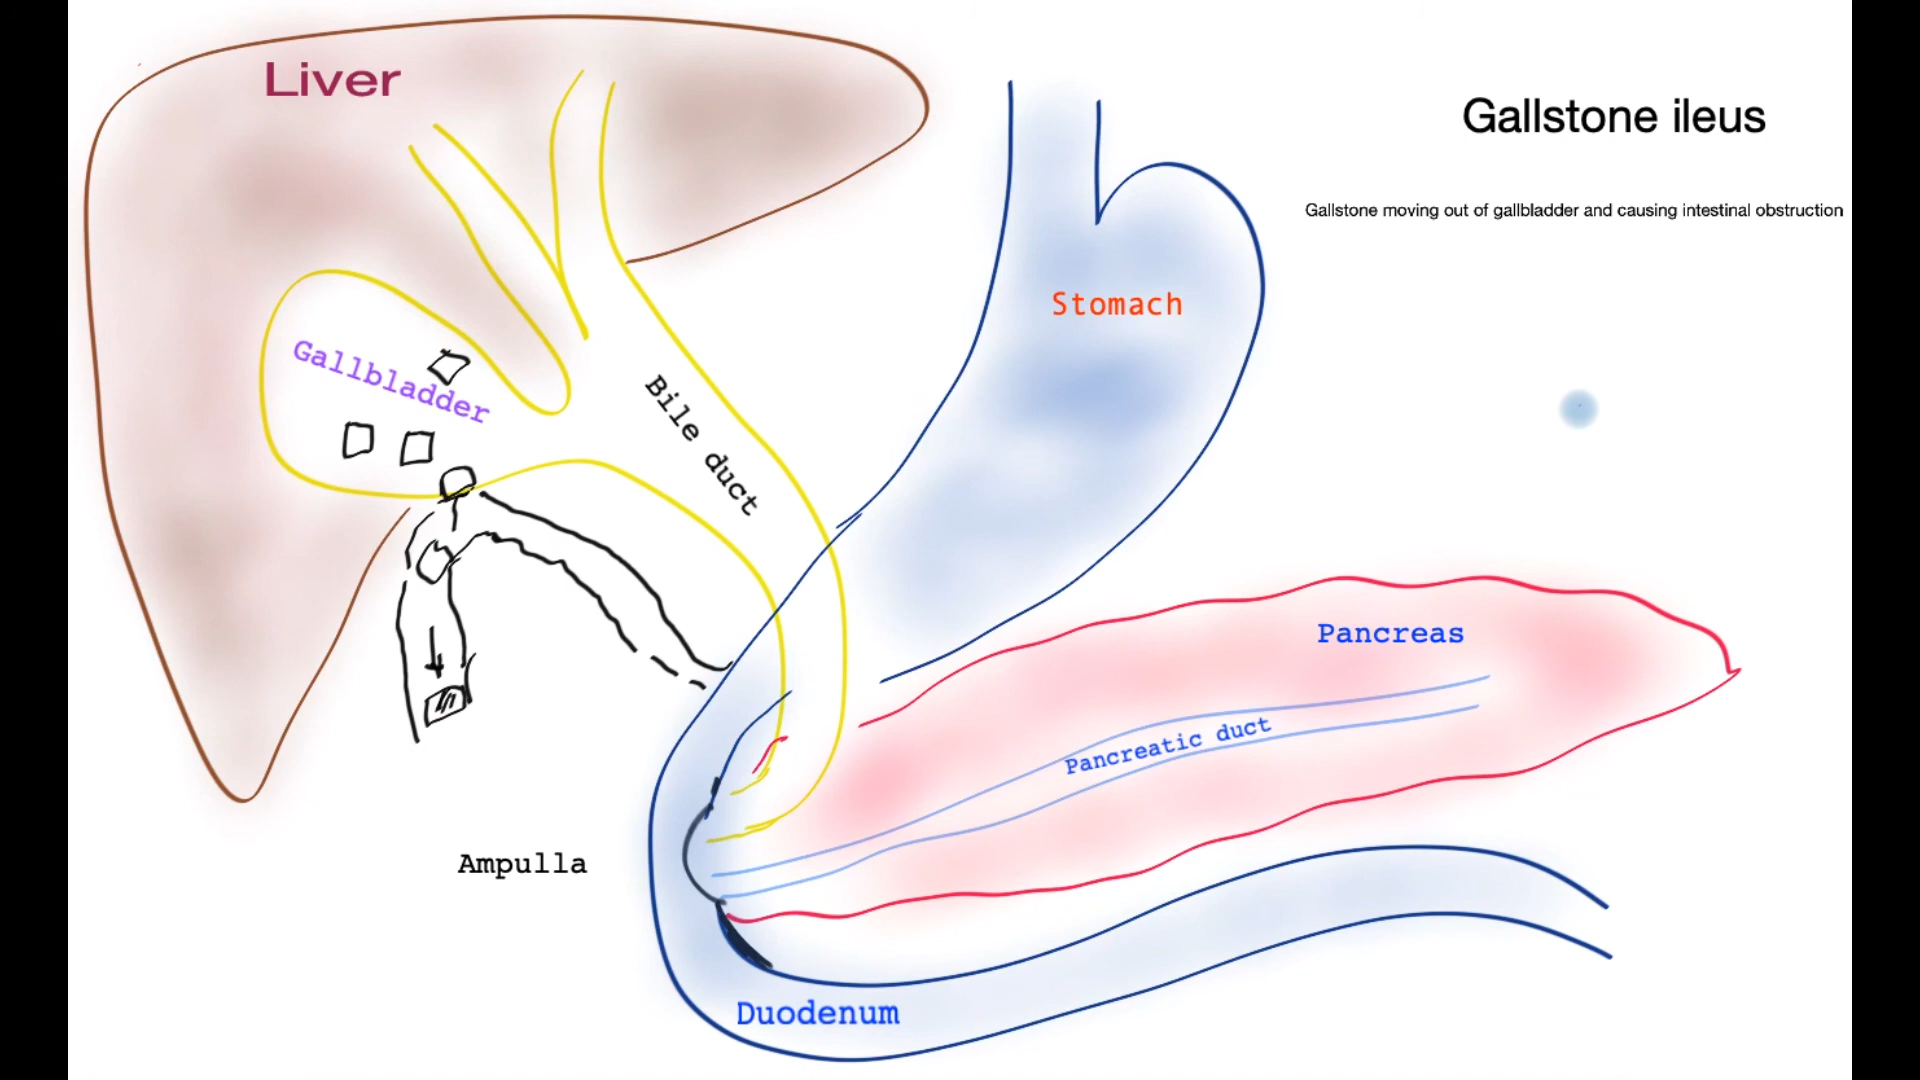 Liver
Gallstone ileus
Gallstone moving out of gallbladder and causing intestinal obstruction
Stomach
Gallbladder
Bile duct
Pancreas
Pancreatic duct
Ampulla
Duodenum